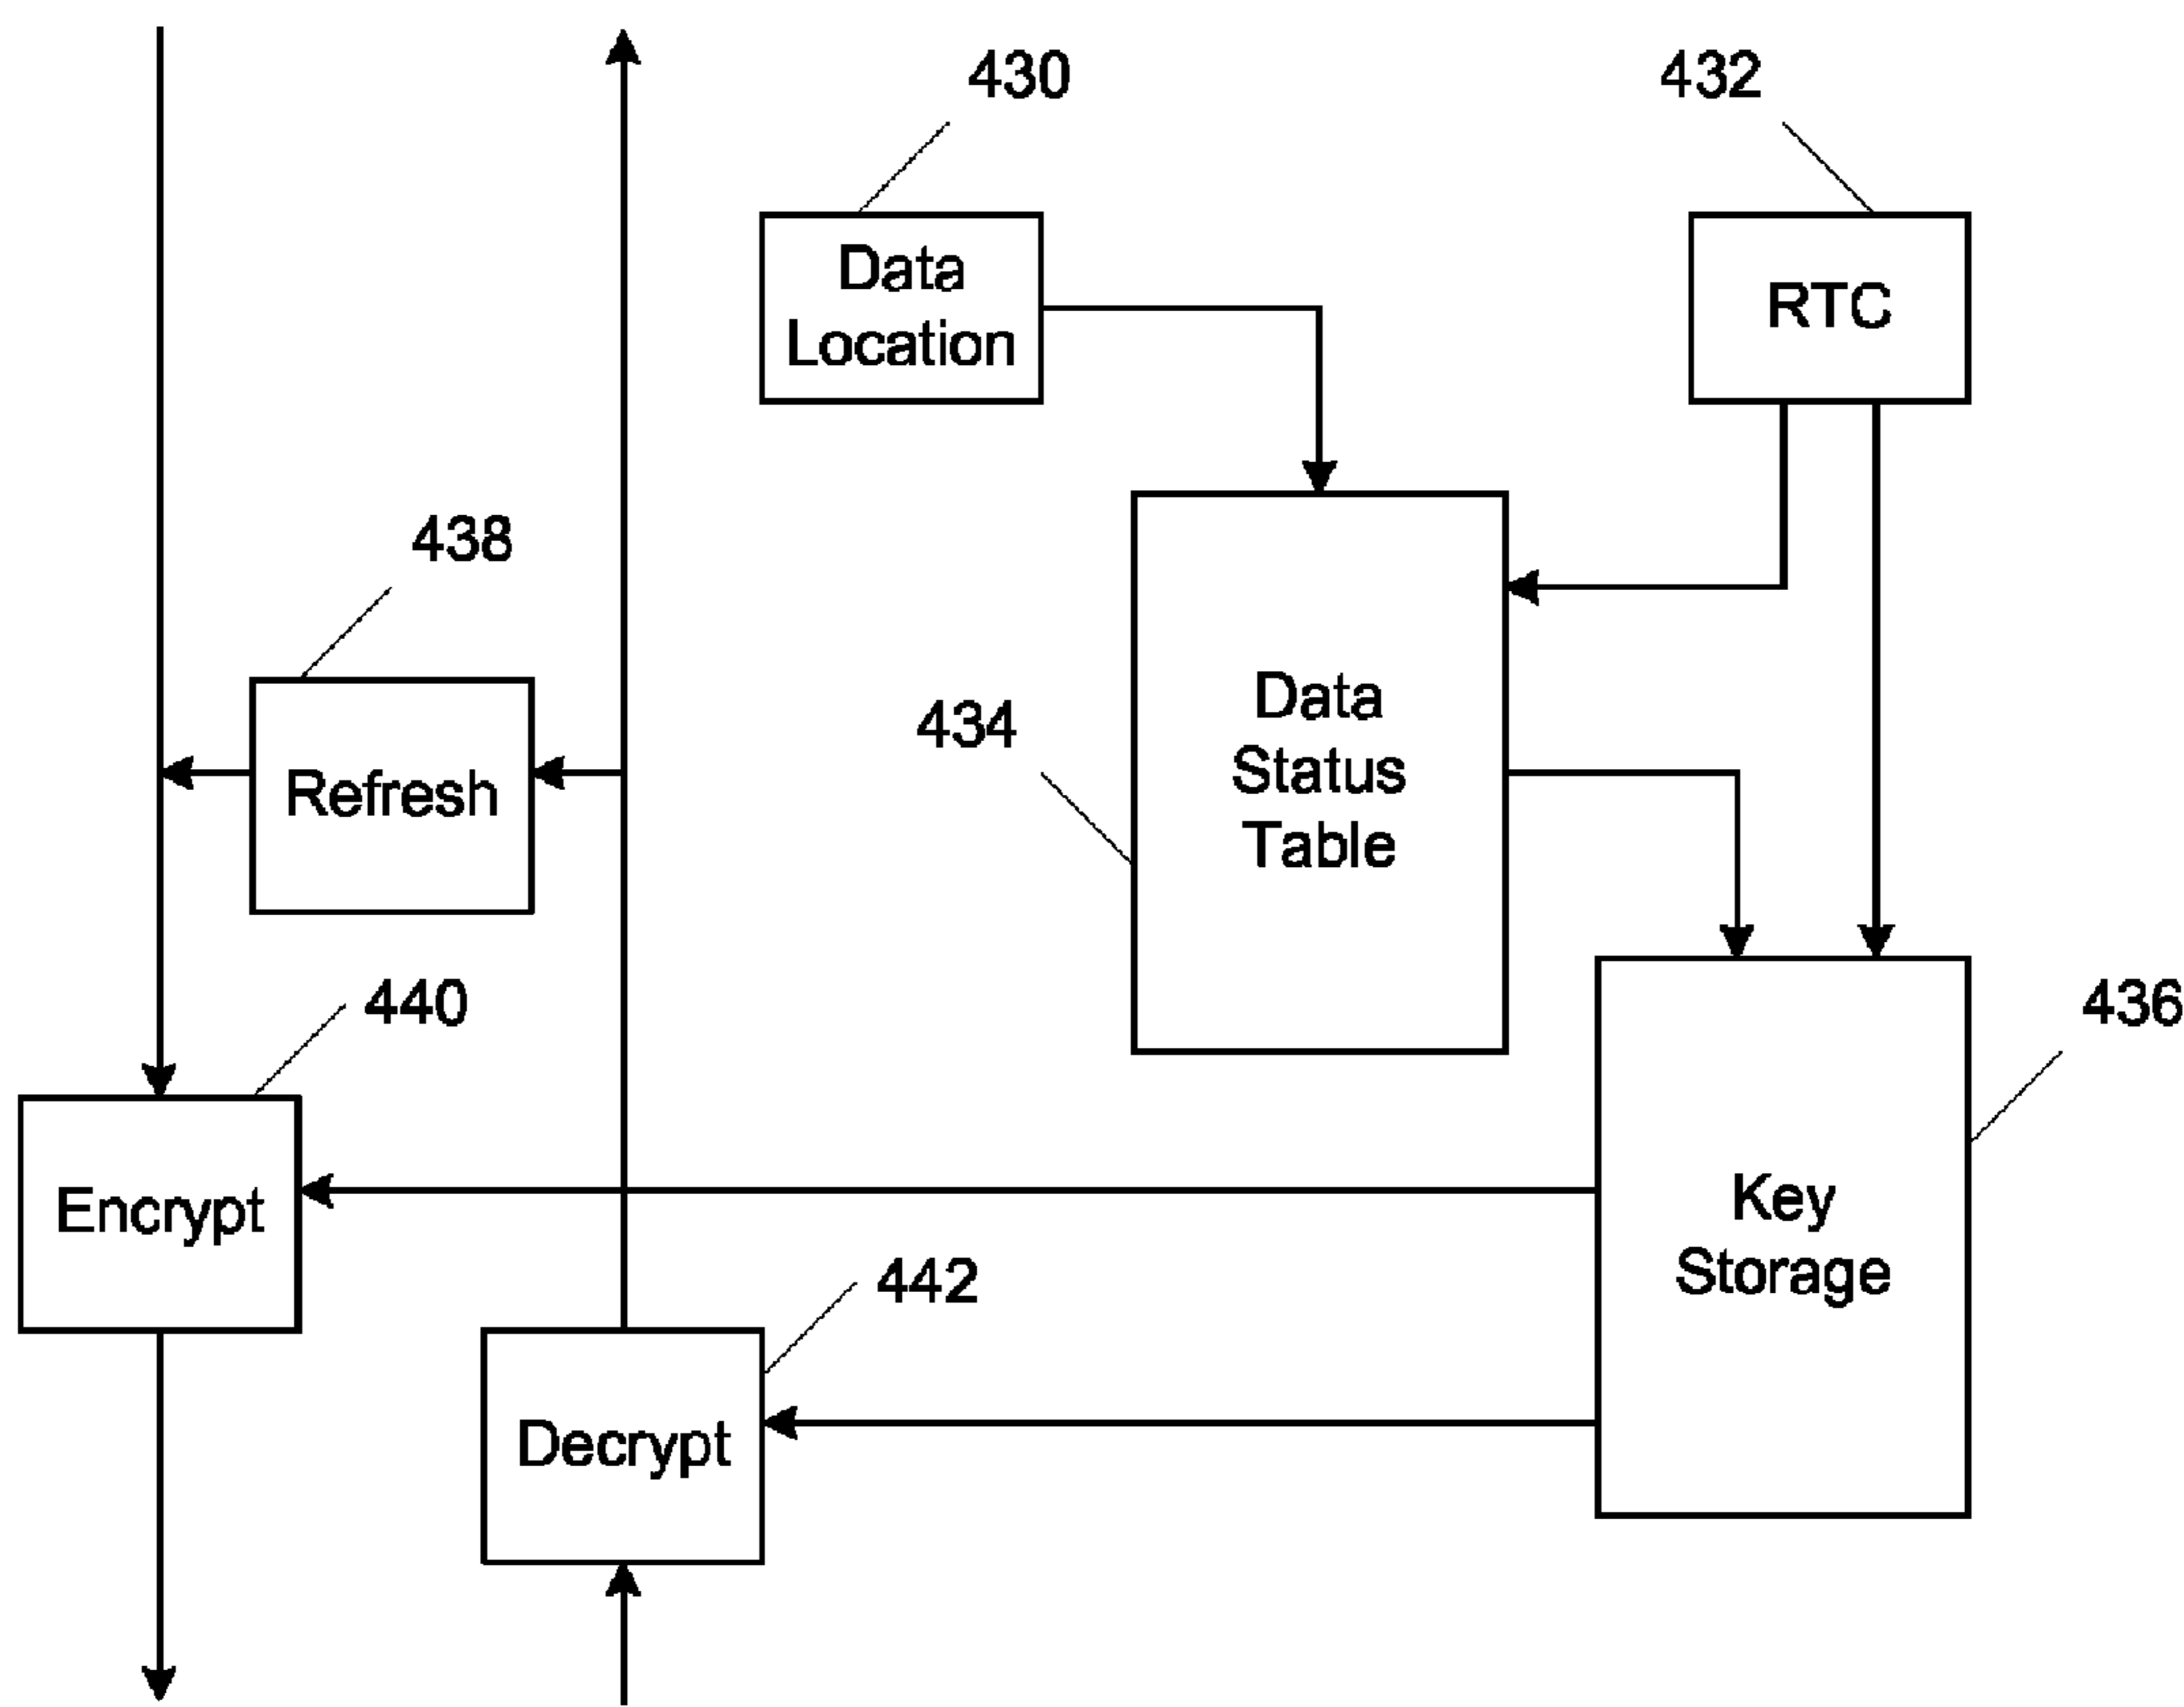 430
432
Data
Location
RTC
438
434
Data
Status
Table
Refresh
440
436
Encrypt
Key
Storage
442
Decrypt